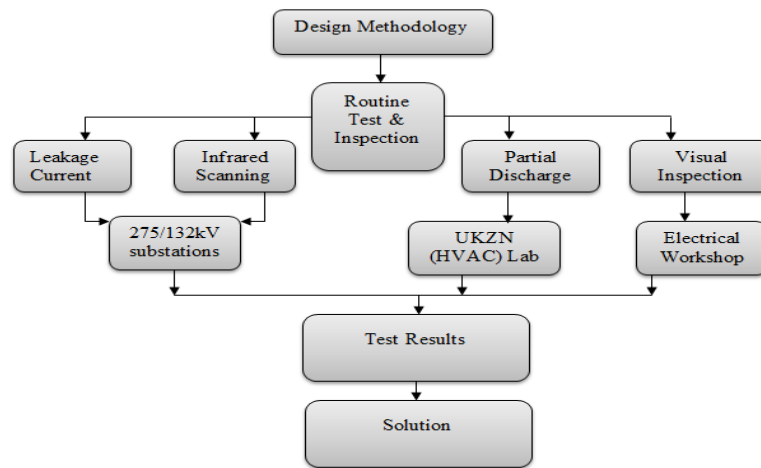 Design Methodology
Routine
Test &
Inspection
Leakage
Current
Infrared
Scanning
Partial
Discharge
Visual
Inspection
275/132kV
substations
UKZN
(HVAC) Lab
Electrical
Workshop
Test Results
Solution